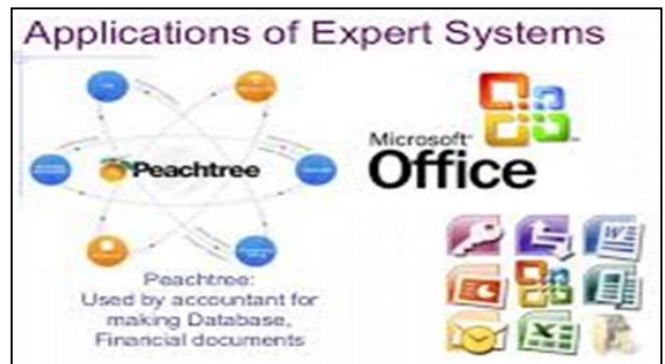 Applications of Expert Systems
Peachtree
Microsoft
Office
Peachtree:
Used by accountant for
making Database,
Financial documents